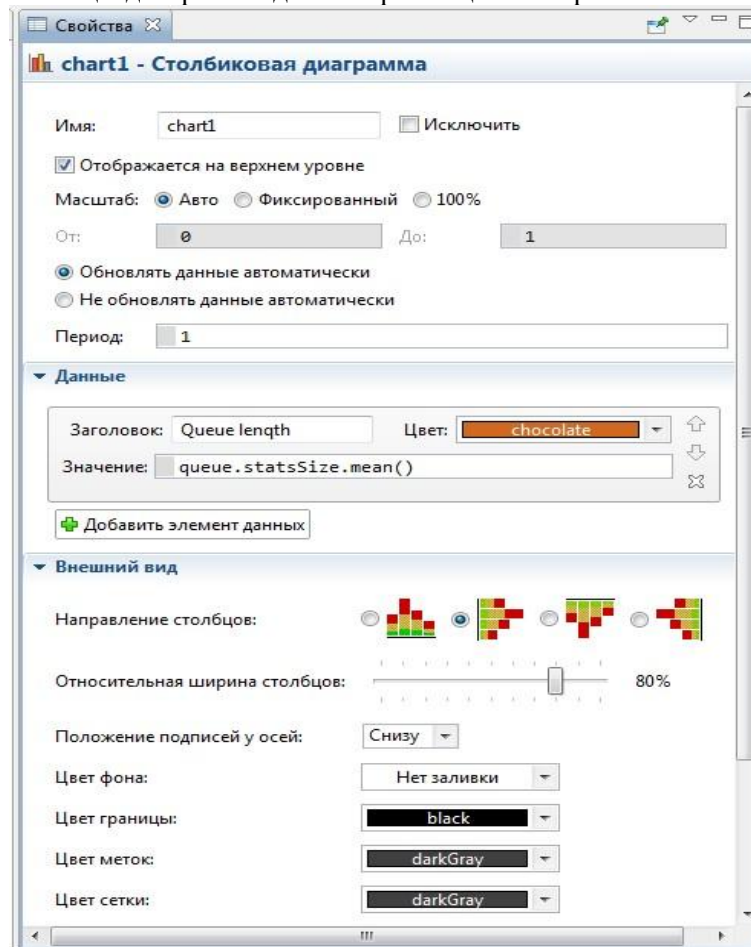 Свойства
chart1 - Столбиковая диаграмма
Имя: chart1 Исключить
Отображается на верхнем уровне
Масштаб: Авто Фиксированный 100%
От: 0 До: 1
Обновлять данные автоматически
Не обновлять данные автоматически
Период: 1
Данные
Заголовок: Queue lenqth Цвет: chocolate
Значение: queue.statsSize.mean()
Добавить элемент данных
Внешний вид
Направление столбцов:
Относительная ширина столбцов: 80%
Положение подписей у осей: Снизу
Цвет фона: Нет заливки
Цвет границы: black
Цвет меток: darkGray
Цвет сетки: darkGray